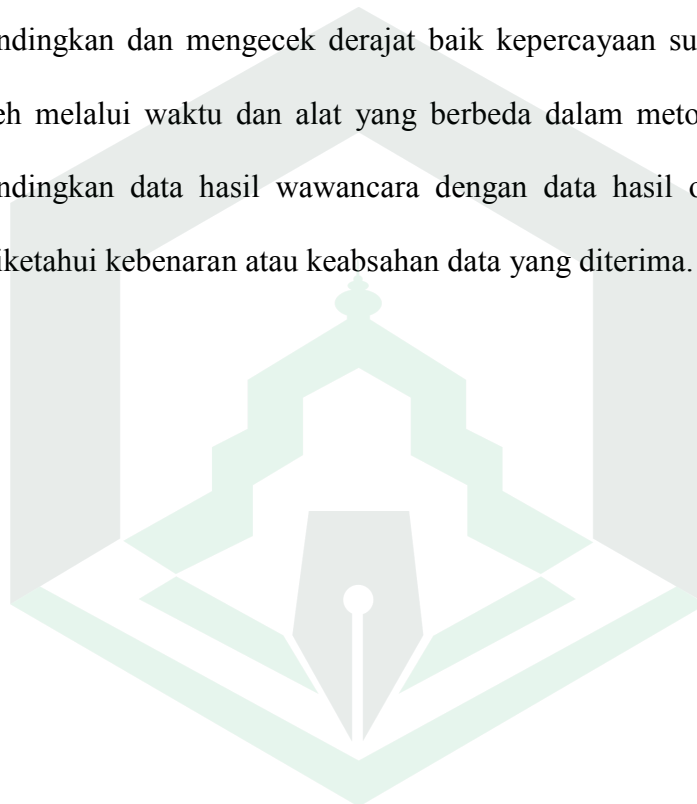 ndingkan dan mengecek derajat baik kepercayaan su
eh melalui waktu dan alat yang berbeda dalam meto
ndingkan data hasil wawancara dengan data hasil o
iketahui kebenaran atau keabsahan data yang diterima.